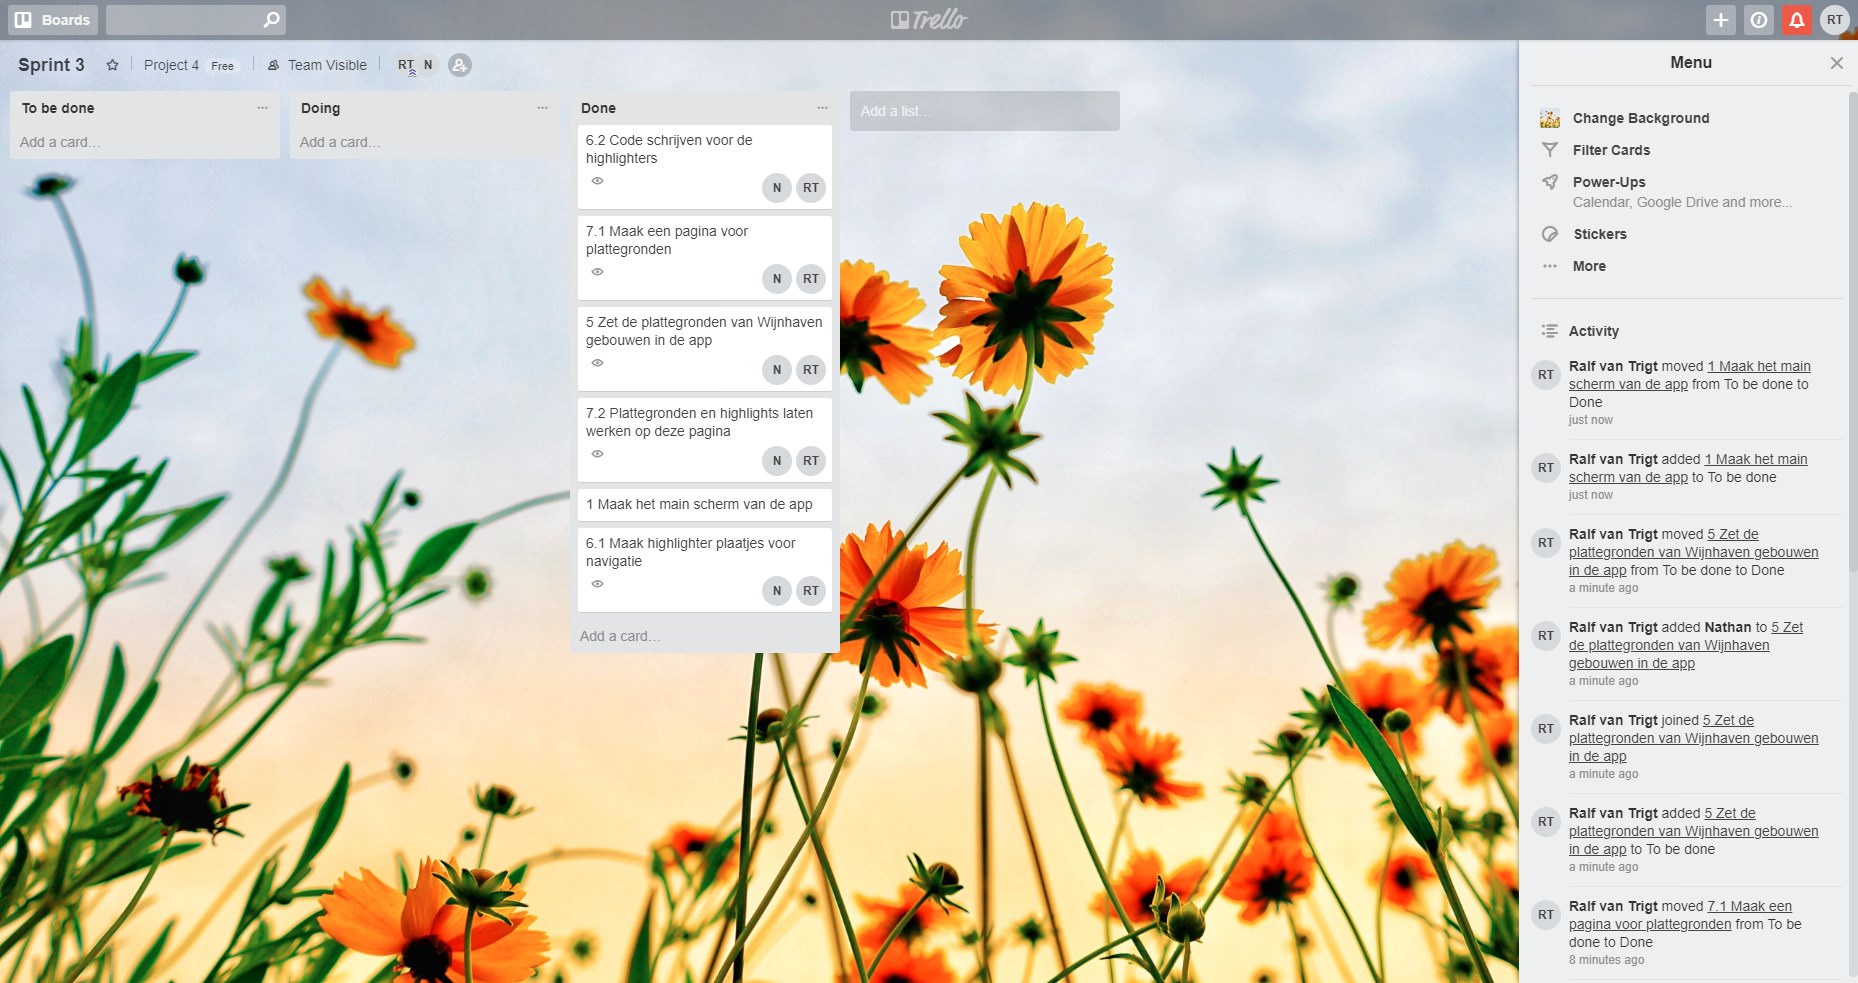 Boards
Trello
RT
Sprint 3
Project 4 Free
Team Visible
RT N
To be done
Add a card…
Doing
Add a card…
Done
6.2 Code schrijven voor de
highlighters
N RT
7.1 Maak een pagina voor
plattegronden
N RT
5 Zet de plattegronden van Wijnhaven
gebouwen in de app
N RT
7.2 Plattegronden en highlights laten
werken op deze pagina
N RT
1 Maak het main scherm van de app
6.1 Maak highlighter plaatjes voor
navigatie
N RT
Add a card…
Add a list…
Menu
Change Background
Filter Cards
Power-Ups
Calendar, Google Drive and more...
Stickers
More
Activity
RT
Ralf van Trigt moved 1 Maak het main
scherm van de app from To be done to
Done
just now
RT
Ralf van Trigt added 1 Maak het main
scherm van de app to To be done
just now
RT
Ralf van Trigt moved 5 Zet de
plattegronden van Wijnhaven gebouwen
in de app from To be done to Done
a minute ago
RT
Ralf van Trigt added Nathan to 5 Zet
de plattegronden van Wijnhaven
gebouwen in de app
a minute ago
RT
Ralf van Trigt joined 5 Zet de
plattegronden van Wijnhaven gebouwen
in de app
a minute ago
RT
Ralf van Trigt added 5 Zet de
plattegronden van Wijnhaven gebouwen
in de app to To be done
a minute ago
RT
Ralf van Trigt moved 7.1 Maak een
pagina voor plattegronden from To be
done to Done
8 minutes ago